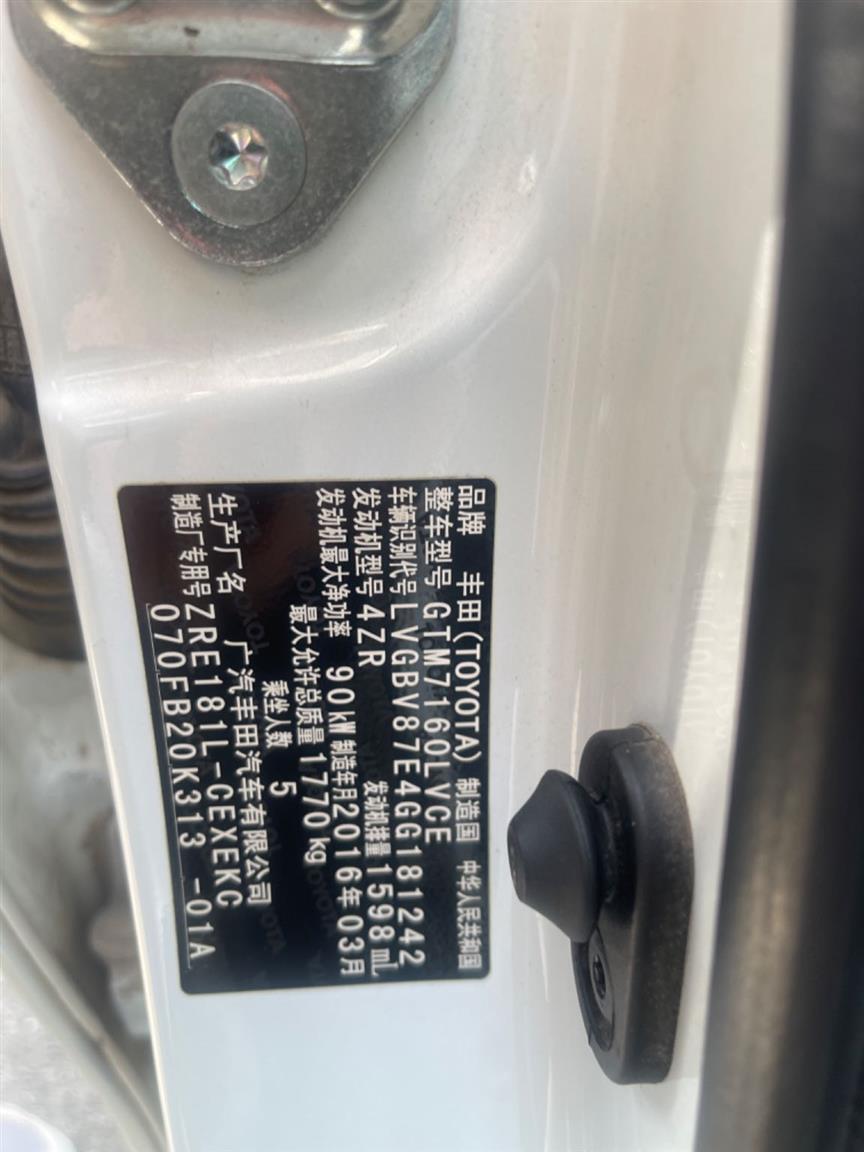 品牌 丰田(TOYOTA) 制造国 中华人民共和国
整车型号 GTM7160LVCE
车辆识别代号 LVGBV87E4GG181242
发动机型号 4ZR 发动机排量 1598mL
发动机最大净功率 90kW 制造年月 2016年03月
最大允许总质量 1770kg
乘坐人数 5
生产厂名 广汽丰田汽车有限公司
制造厂专用号 ZRE181L-CEXEKC
070FB20K313 -01A